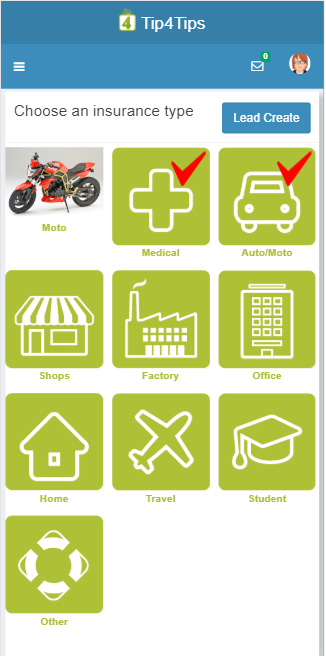 4 Tip4Tips
0
Choose an insurance type
Lead Create
Moto
Medical
Auto/Moto
Shops
Factory
Office
Home
Travel
Student
Other